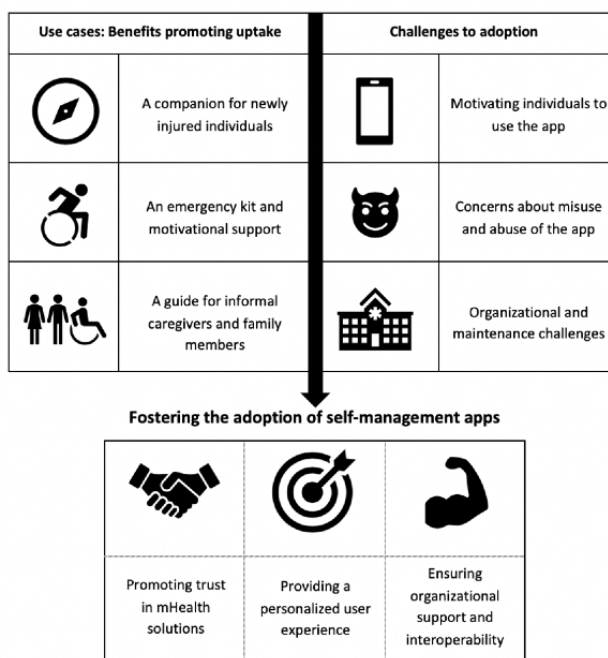 Use cases: Benefits promoting uptake
Challenges to adoption
A companion for newly
injured individuals
Motivating individuals to
use the app
An emergency kit and
motivational support
Concerns about misuse
and abuse of the app
A guide for informal
caregivers and family
members
Organizational and
maintenance challenges
Fostering the adoption of self-management apps
Promoting trust
in mHealth
solutions
Providing a
personalized user
experience
Ensuring
organizational
support and
interoperability